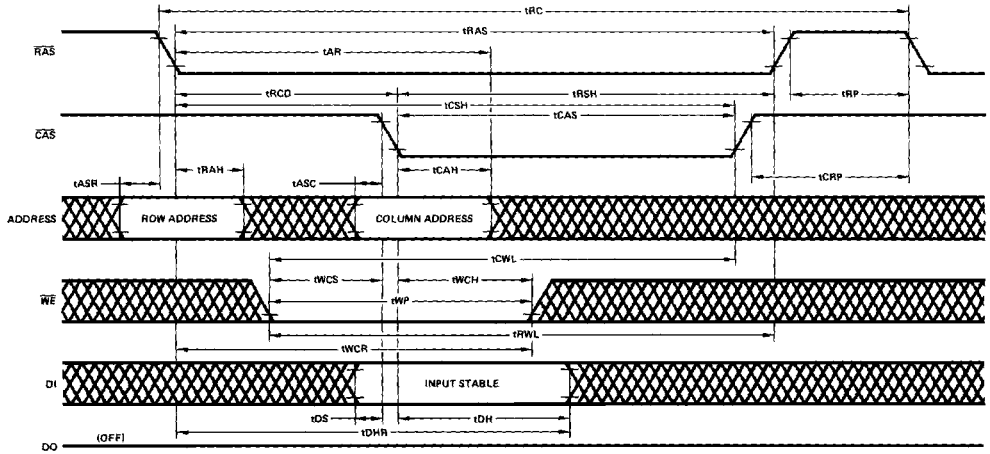 tRC
tRAS
RAS
tAR
tRCD
tRSH
tCSH
tCAS
CAS
tRP
tRAH
tCAH
tASR
tASC
tCRP
ADDRESS
ROW ADDRESS
COLUMN ADDRESS
tCWL
tWCS
tWCH
WE
tWP
tRWL
tWCR
DI
INPUT STABLE
tDS
tDH
tDHR
(OFF)
DO